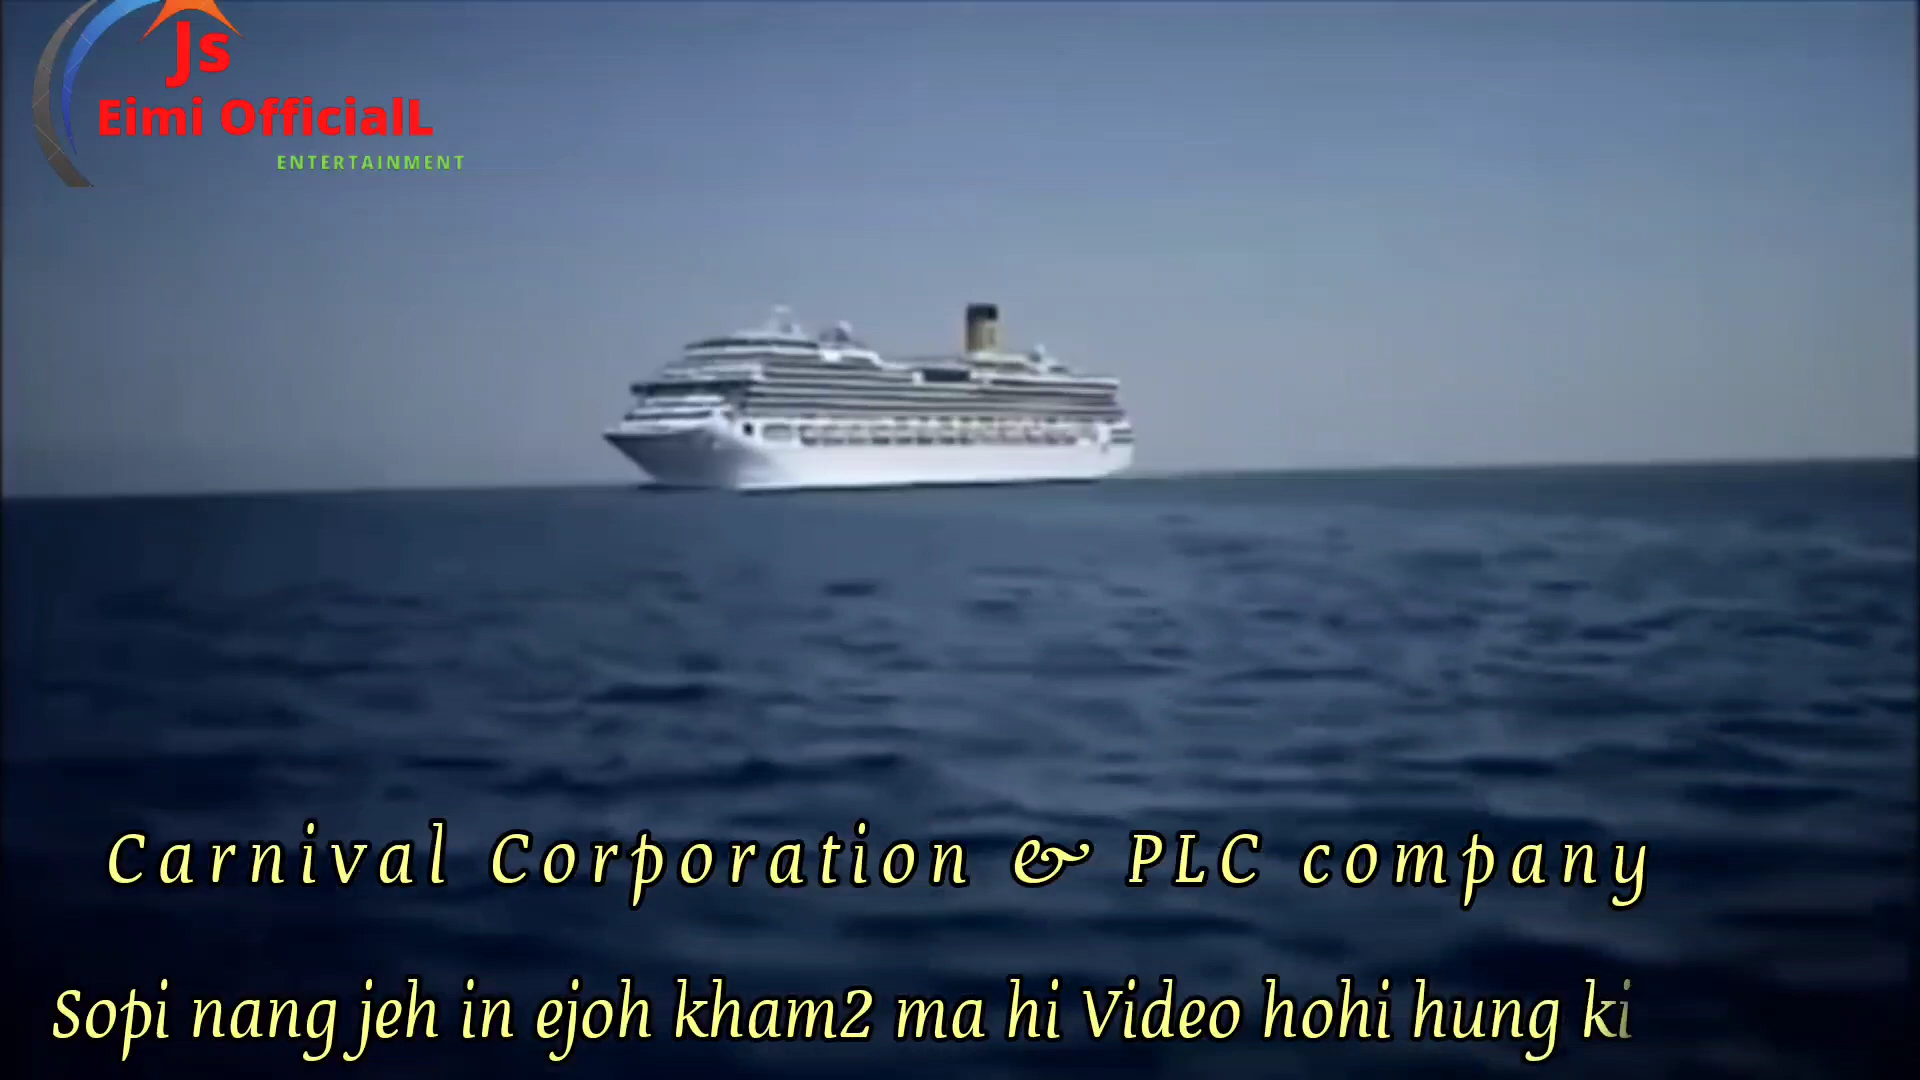 Js
Eimi OfficialL
ENTERTAINMENT
Carnival Corporation & PLC company
Sopi nang jeh in ejoh kham2 ma hi Video hohi hung ki